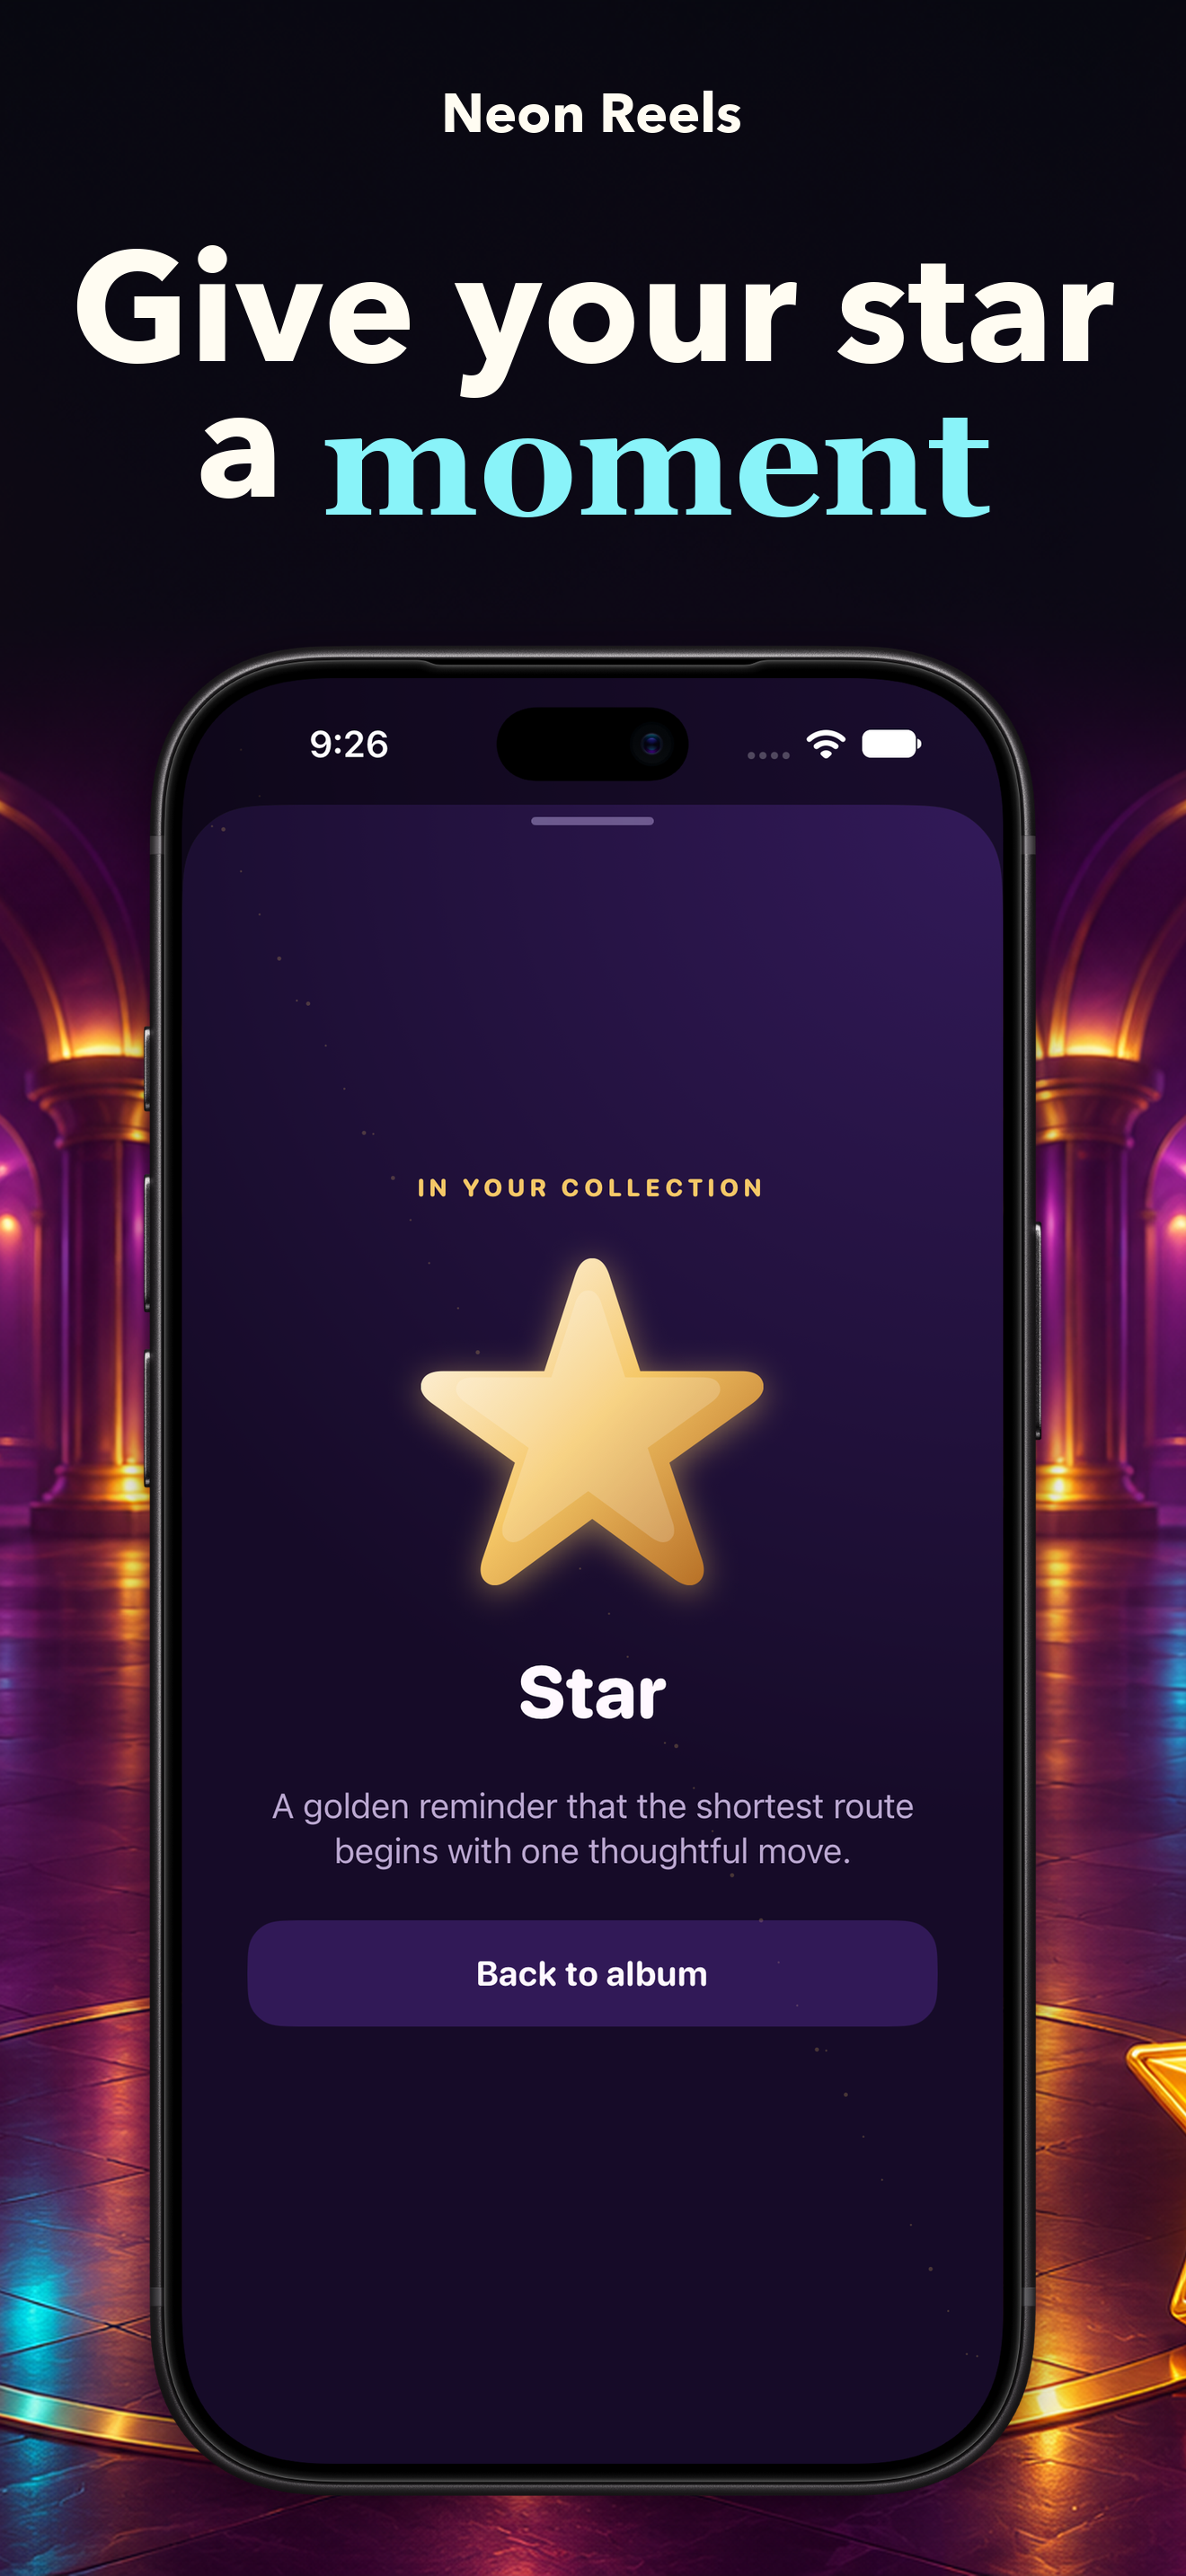 Neon Reels
Give your star
a moment
9:26
IN YOUR COLLECTION
Star
A golden reminder that the shortest route
begins with one thoughtful move.
Back to album